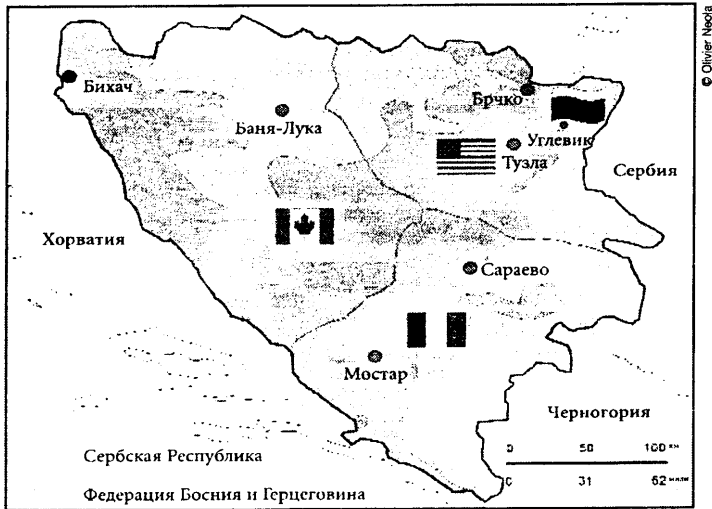 © Olivier Neola
Бихач
Баня-Лука
Брчко
Углевик
Тузла
Сербия
Хорватия
Сараево
Мостар
Черногория
0 50 100 км
0 31 62 мили
Сербская Республика
Федерация Босния и Герцеговина